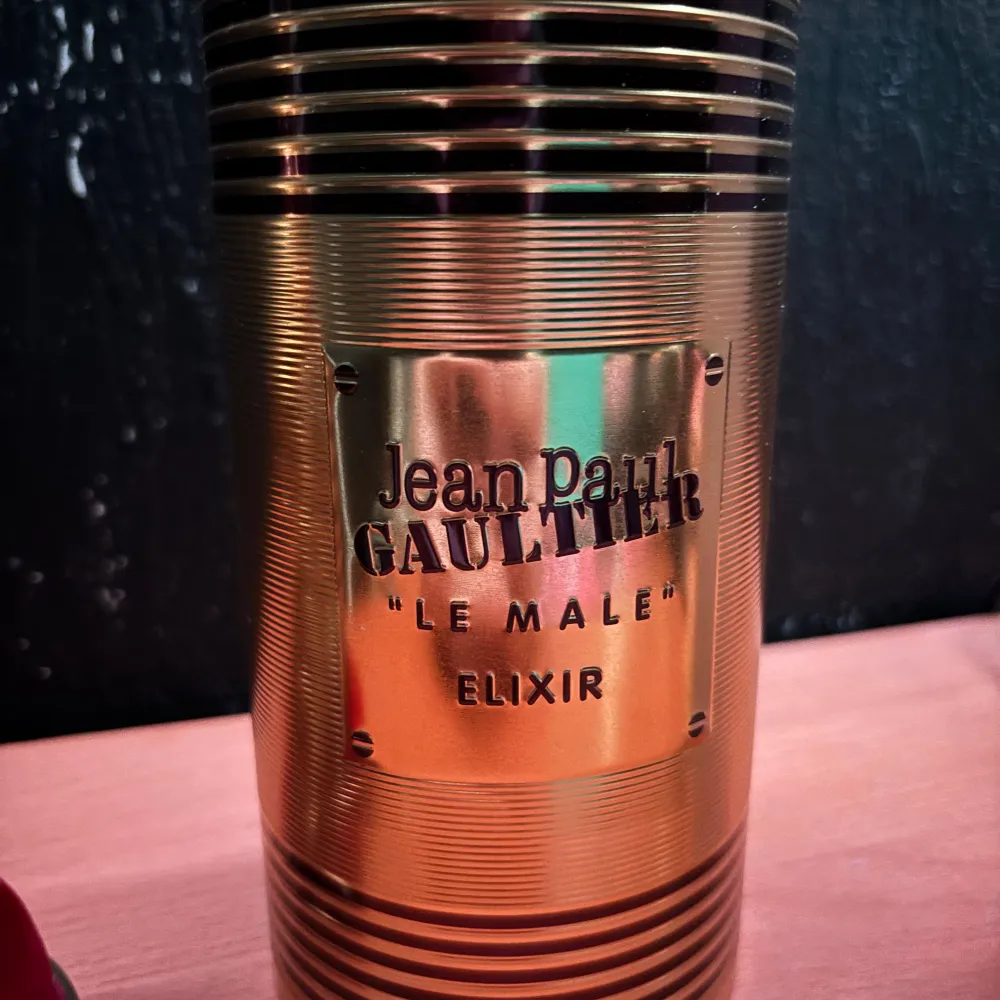 Jean Paul
GAULTIER
"LE MALE"
ELIXIR